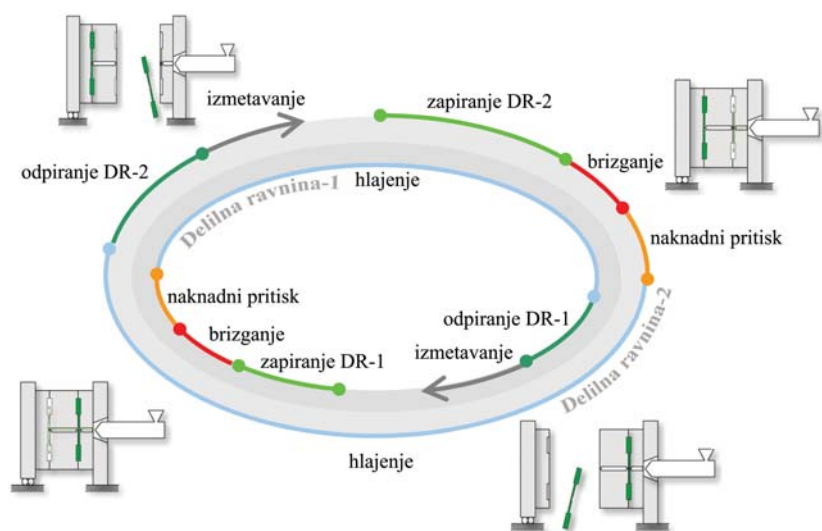 izmetavanje
zapiranje DR-2
odpiranje DR-2
brizganje
Delilna ravnina-1
hlajenje
naknadni pritisk
naknadni pritisk
odpiranje DR-1
brizganje
izmetavanje
zapiranje DR-1
Delilna ravnina-2
hlajenje